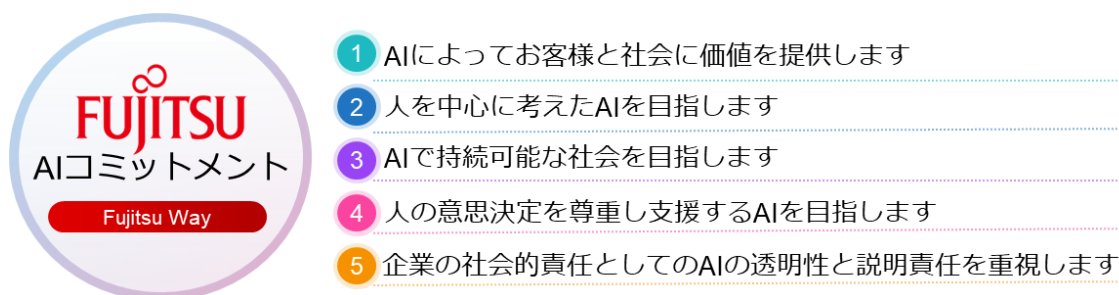 FUJITSU
AIコミットメント
Fujitsu Way
1 AIによってお客様と社会に価値を提供します
2 人を中心に考えたAIを目指します
3 AIで持続可能な社会を目指します
4 人の意思決定を尊重し支援するAIを目指します
5 企業の社会的責任としてのAIの透明性と説明責任を重視します